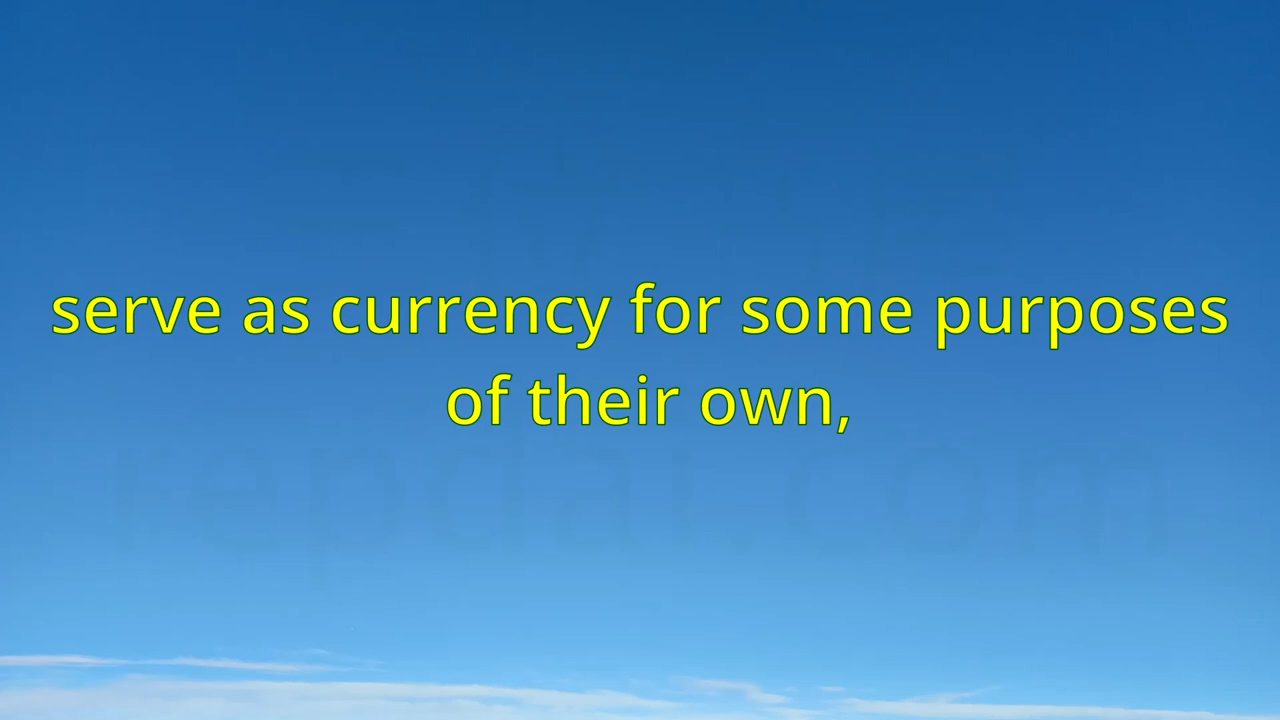 serve as currency for some purposes
of their own,